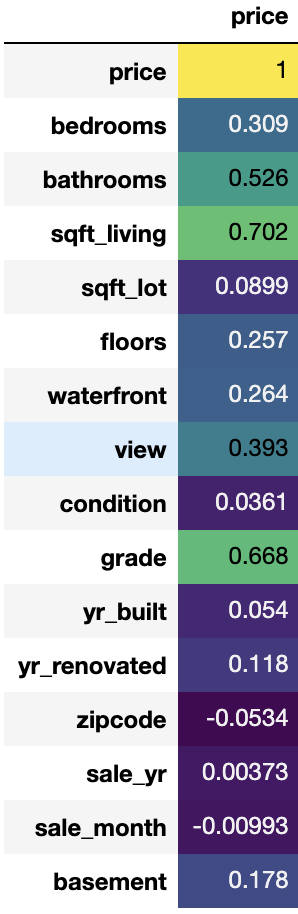 price
price 1
bedrooms 0.309
bathrooms 0.526
sqft_living 0.702
sqft_lot 0.0899
floors 0.257
waterfront 0.264
view 0.393
condition 0.0361
grade 0.668
yr_built 0.054
yr_renovated 0.118
zipcode -0.0534
sale_yr 0.00373
sale_month -0.00993
basement 0.178